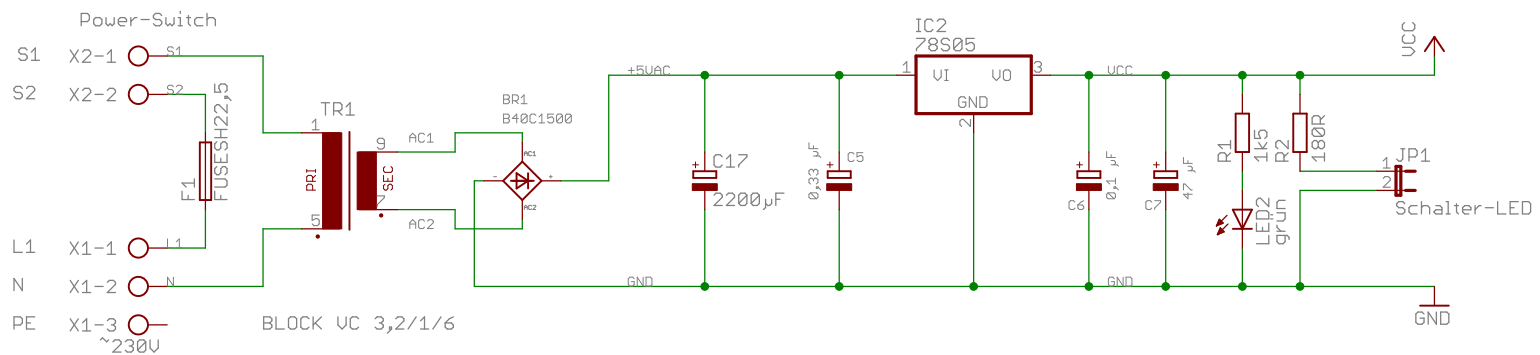 Power-Switch
S1 X2-1 S1
S2 X2-2 S2
F1
FUSESH22,5
L1 X1-1 L1
N X1-2 N
PE X1-3
~230V
TR1
1
5
PRI
SEC
9
7
BLOCK VC 3,2/1/6
AC1
AC2
BR1
B40C1500
AC1
- +
AC2
+5VAC
GND
C17
2200µF
0,33 µF
C5
IC2
78S05
1 VI VO 3
GND
2
VCC
GND
C6
0,1 µF
C7
47 µF
R1
1k5
LED2
grün
R2
180R
JP1
1
2
Schalter-LED
VCC
GND